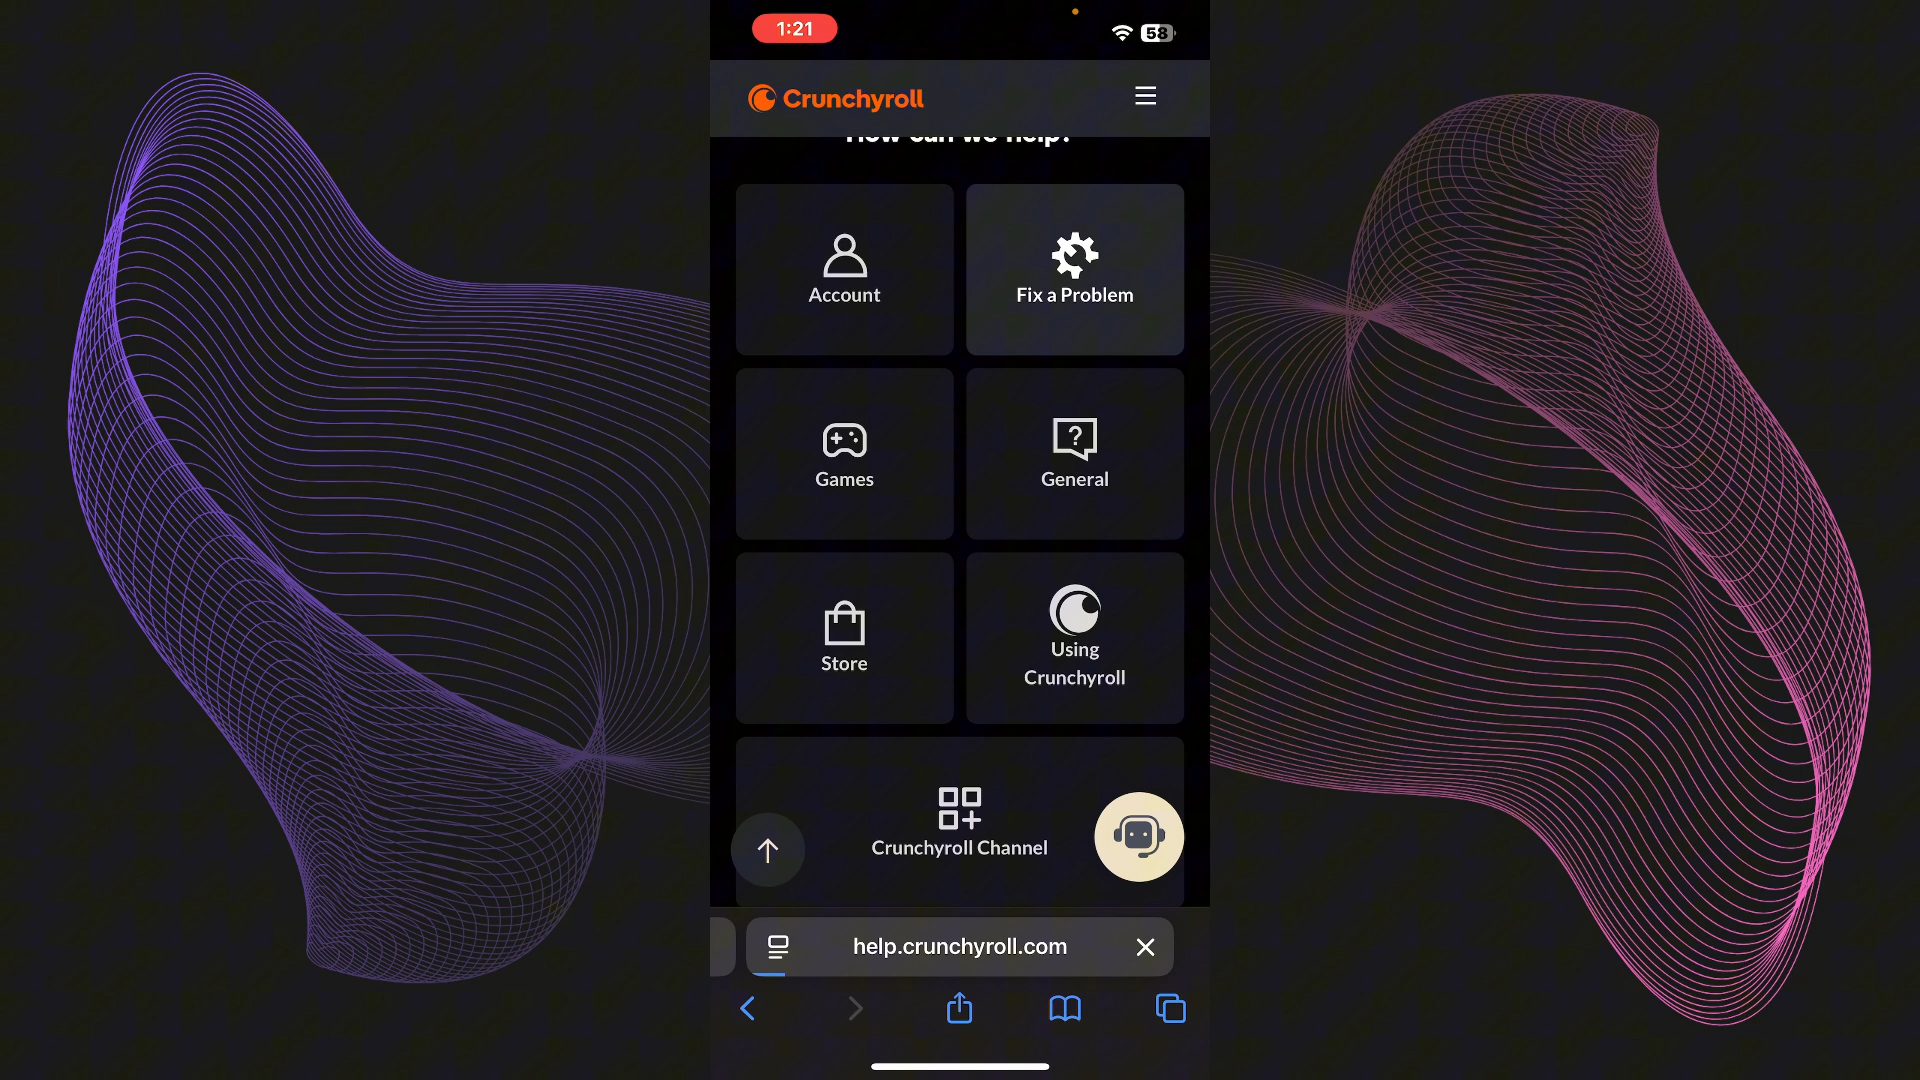 1:21
58
Crunchyroll
How can we help?
Account
Fix a Problem
Games
General
Store
Using
Crunchyroll
Crunchyroll Channel
help.crunchyroll.com